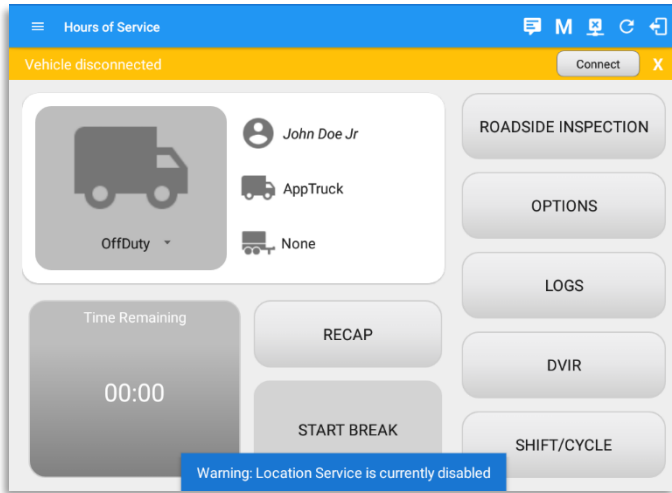 Hours of Service
M
Vehicle disconnected
Connect
X
John Doe Jr
AppTruck
None
OffDuty
ROADSIDE INSPECTION
OPTIONS
LOGS
DVIR
SHIFT/CYCLE
Time Remaining
00:00
RECAP
START BREAK
Warning: Location Service is currently disabled